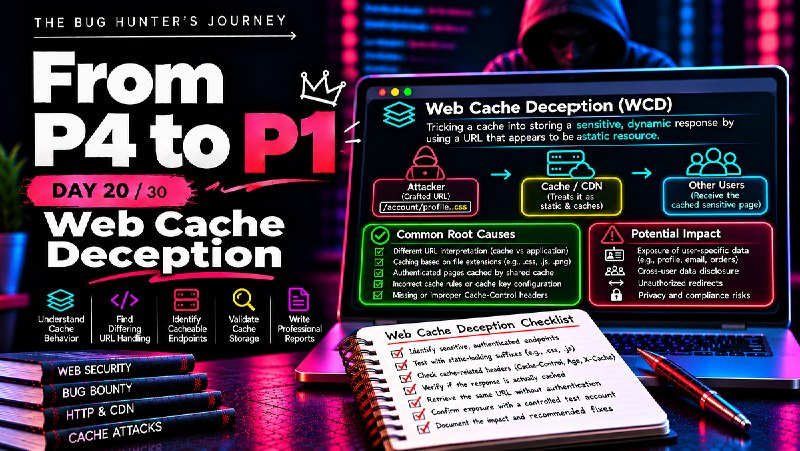 THE BUG HUNTER'S JOURNEY
From
P4 to P1
DAY 20 / 30
Web Cache
Deception
Understand
Cache
Behavior
Find
Differing
URL Handling
Identify
Cacheable
Endpoints
Validate
Cache
Storage
Write
Professional
Reports
WEB SECURITY
BUG BOUNTY
HTTP & CDN
CACHE ATTACKS
Web Cache Deception (WCD)
Tricking a cache into storing a sensitive, dynamic response by
using a URL that appears to be astatic resource.
Attacker
(Crafted URL)
/account/profile..css
Cache / CDN
(Treats it as
static & caches)
Other Users
(Receive the
cached sensitive page)
Common Root Causes
Different URL interpretation (cache vs application)
Caching based on file extensions (e.g., .css, .js, .png)
Authenticated pages cached by shared cache
Incorrect cache rules or cache key configuration
Missing or improper Cache-Control headers
Potential Impact
Exposure of user-specific data
(e.g., profile, email, orders)
Cross-user data disclosure
Unauthorized redirects
Privacy and compliance risks
Web Cache Deception Checklist
Identify sensitive, authenticated endpoints
Test with static-looking suffixes (e.g., .css, .js)
Check cache-related headers (Cache-Control, Age, X-Cache)
Verify if the response is actually cached
Retrieve the same URL without authentication
Confirm exposure with a controlled test account
Document the impact and recommended fixes